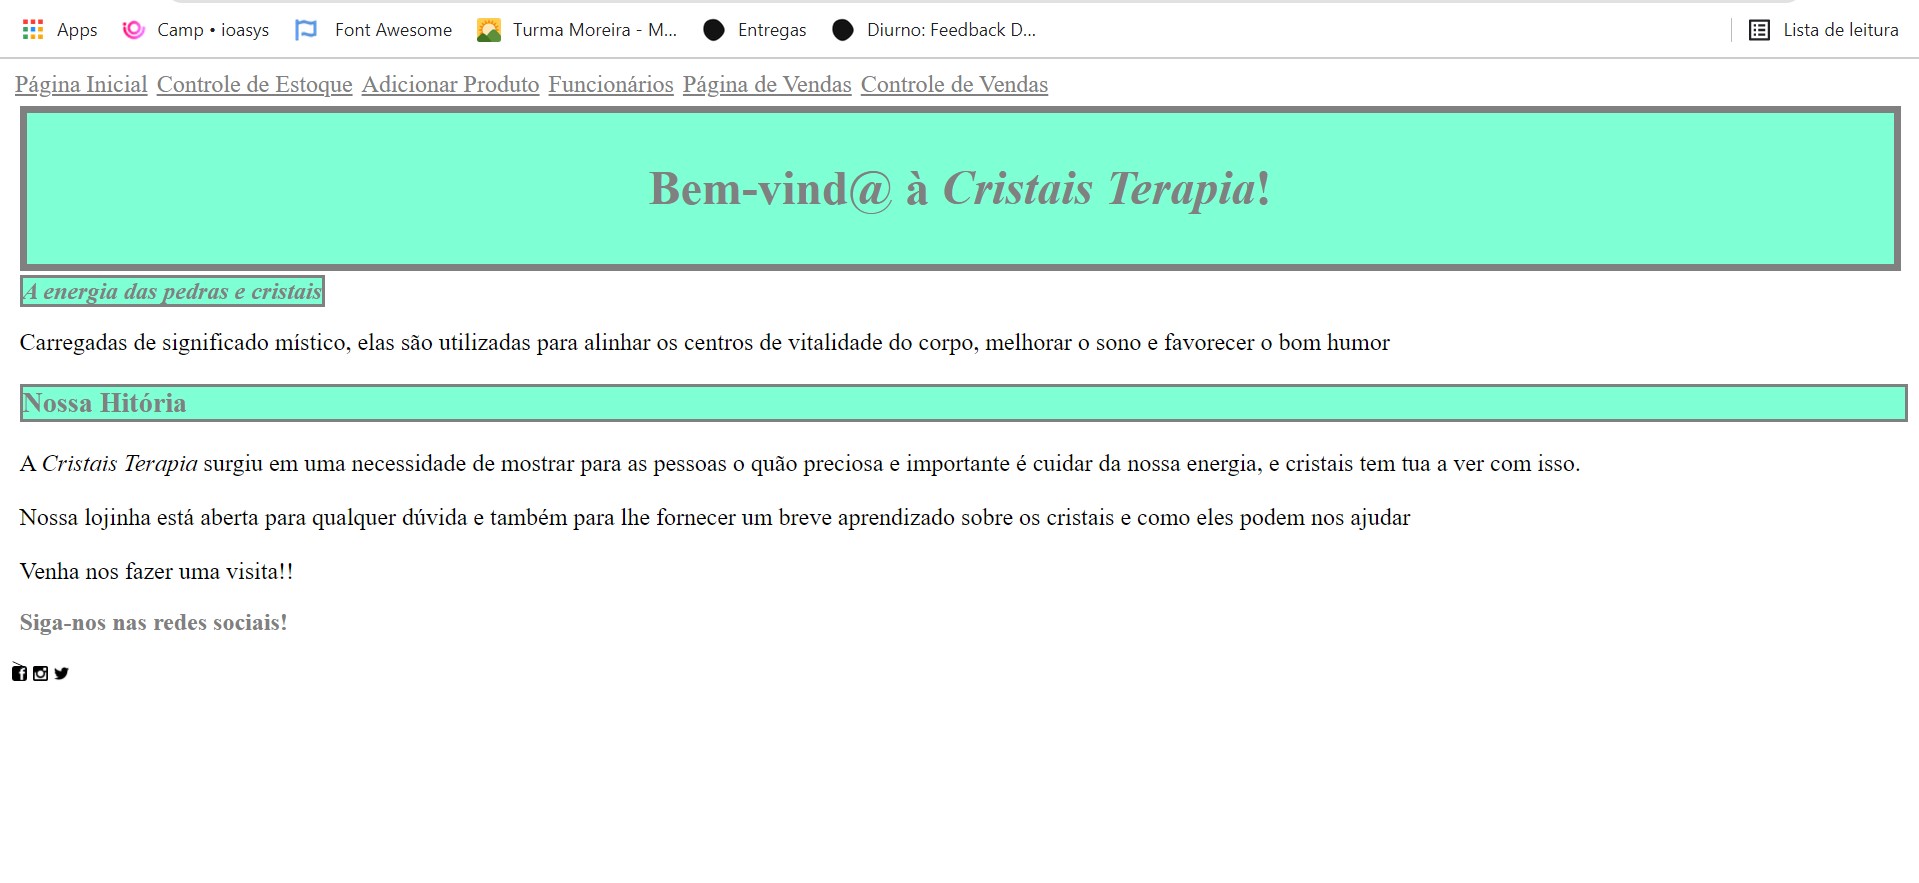 Apps Camp • ioasys Font Awesome Turma Moreira - M... Entregas Diurno: Feedback D... Lista de leitura
Página Inicial Controle de Estoque Adicionar Produto Funcionários Página de Vendas Controle de Vendas
Bem-vind@ à Cristais Terapia!
A energia das pedras e cristais
Carregadas de significado místico, elas são utilizadas para alinhar os centros de vitalidade do corpo, melhorar o sono e favorecer o bom humor
Nossa Hitória
A Cristais Terapia surgiu em uma necessidade de mostrar para as pessoas o quão preciosa e importante é cuidar da nossa energia, e cristais tem tua a ver com isso.
Nossa lojinha está aberta para qualquer dúvida e também para lhe fornecer um breve aprendizado sobre os cristais e como eles podem nos ajudar
Venha nos fazer uma visita!!
Siga-nos nas redes sociais!